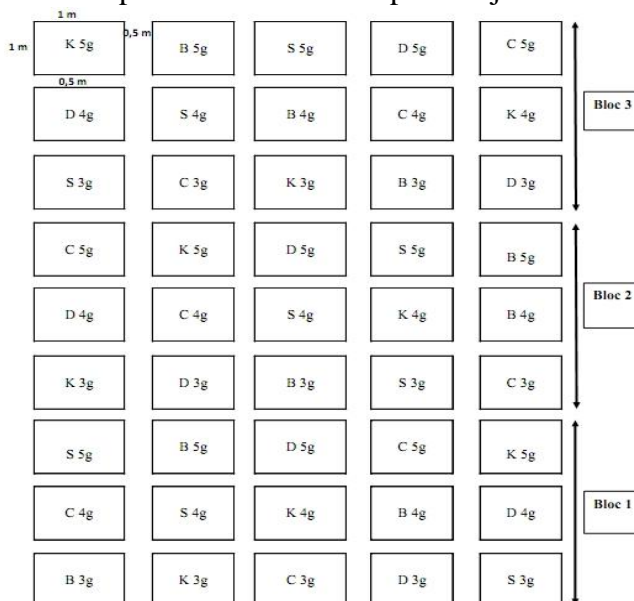 1 m
1 m
K 5g
0,5 m
B 5g
S 5g
D 5g
C 5g
0,5 m
D 4g
S 4g
B 4g
C 4g
K 4g
Bloc 3
S 3g
C 3g
K 3g
B 3g
D 3g
C 5g
K 5g
D 5g
S 5g
B 5g
D 4g
C 4g
S 4g
K 4g
B 4g
Bloc 2
K 3g
D 3g
B 3g
S 3g
C 3g
S 5g
B 5g
D 5g
C 5g
K 5g
C 4g
S 4g
K 4g
B 4g
D 4g
Bloc 1
B 3g
K 3g
C 3g
D 3g
S 3g